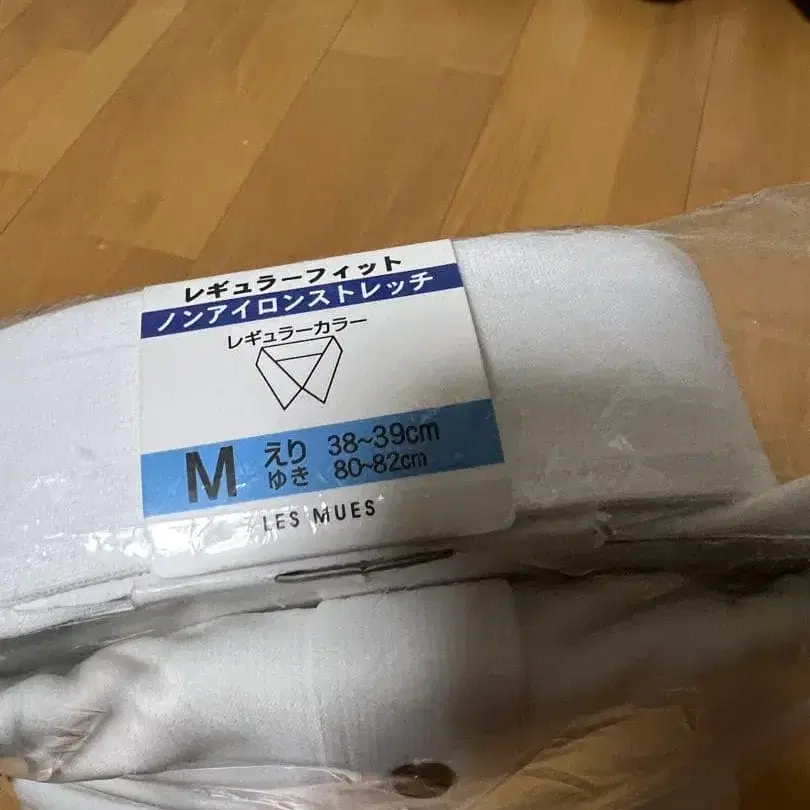 レギュラーフィット
ノンアイロンストレッチ
レギュラーカラー
M えり 38~39cm
ゆき 80~82cm
LES MUES